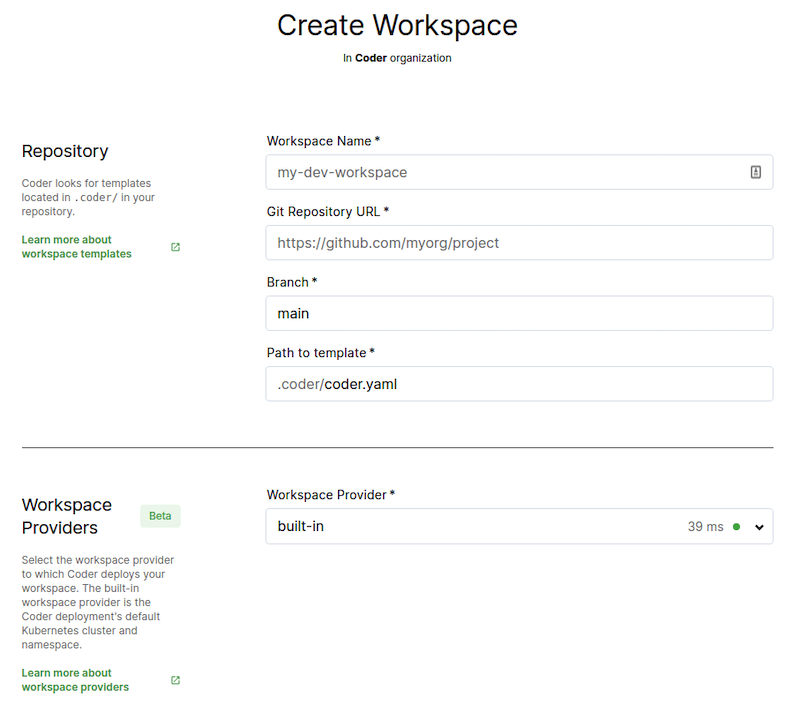 Create Workspace
In Coder organization
Repository
Coder looks for templates
located in .coder/ in your
repository.
Learn more about
workspace templates
Workspace Name *
my-dev-workspace
Git Repository URL *
https://github.com/myorg/project
Branch *
main
Path to template *
.coder/coder.yaml
Workspace
Providers
Beta
Select the workspace provider
to which Coder deploys your
workspace. The built-in
workspace provider is the
Coder deployment's default
Kubernetes cluster and
namespace.
Learn more about
workspace providers
Workspace Provider *
built-in
39 ms